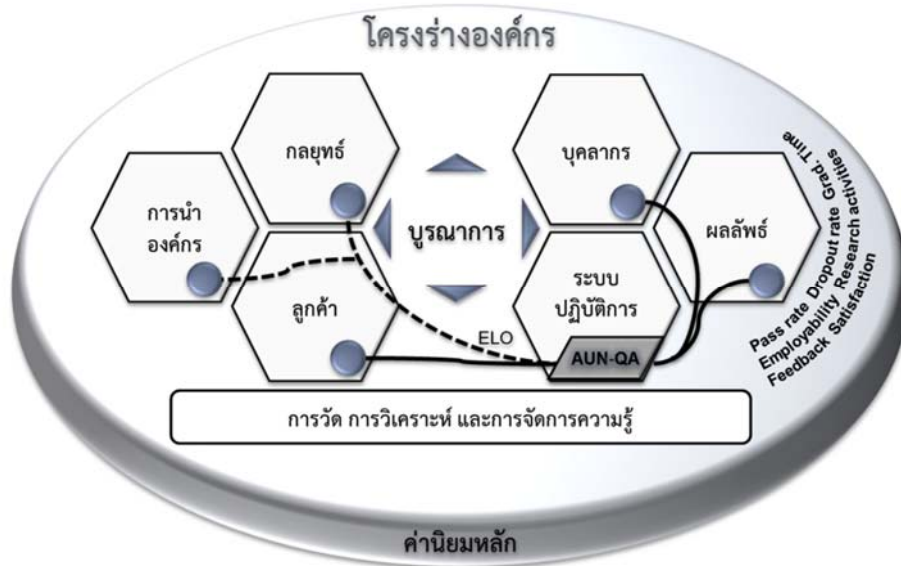 โครงร่างองค์กร
กลยุทธ์
บุคลากร
การนำ
องค์กร
บูรณาการ
ผลลัพธ์
ลูกค้า
ระบบ
ปฏิบัติการ
ELO
AUN-QA
Pass rate Dropout rate Grad. Time
Employability Research activities
Feedback Satisfaction
การวัด การวิเคราะห์ และการจัดการความรู้
ค่านิยมหลัก